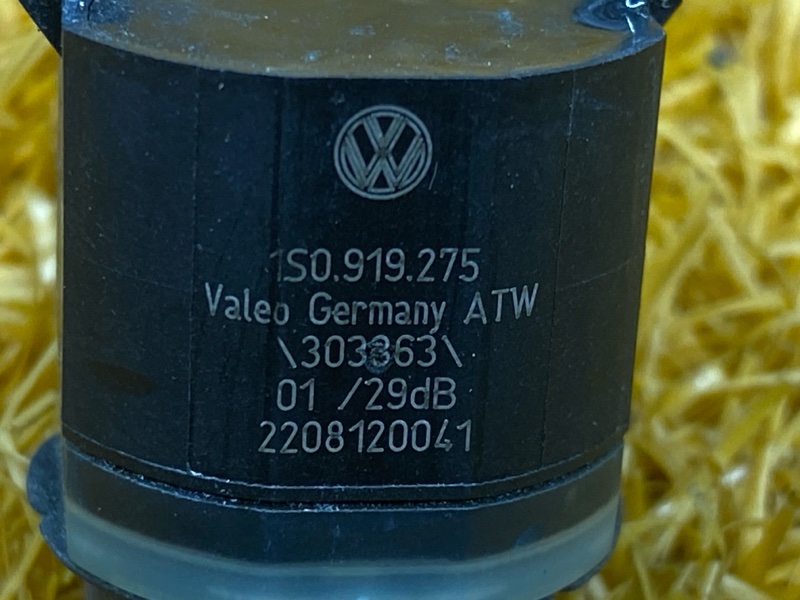 1S0.919.275
Valeo Germany ATW
\303363\
01 /29dB
2208120041